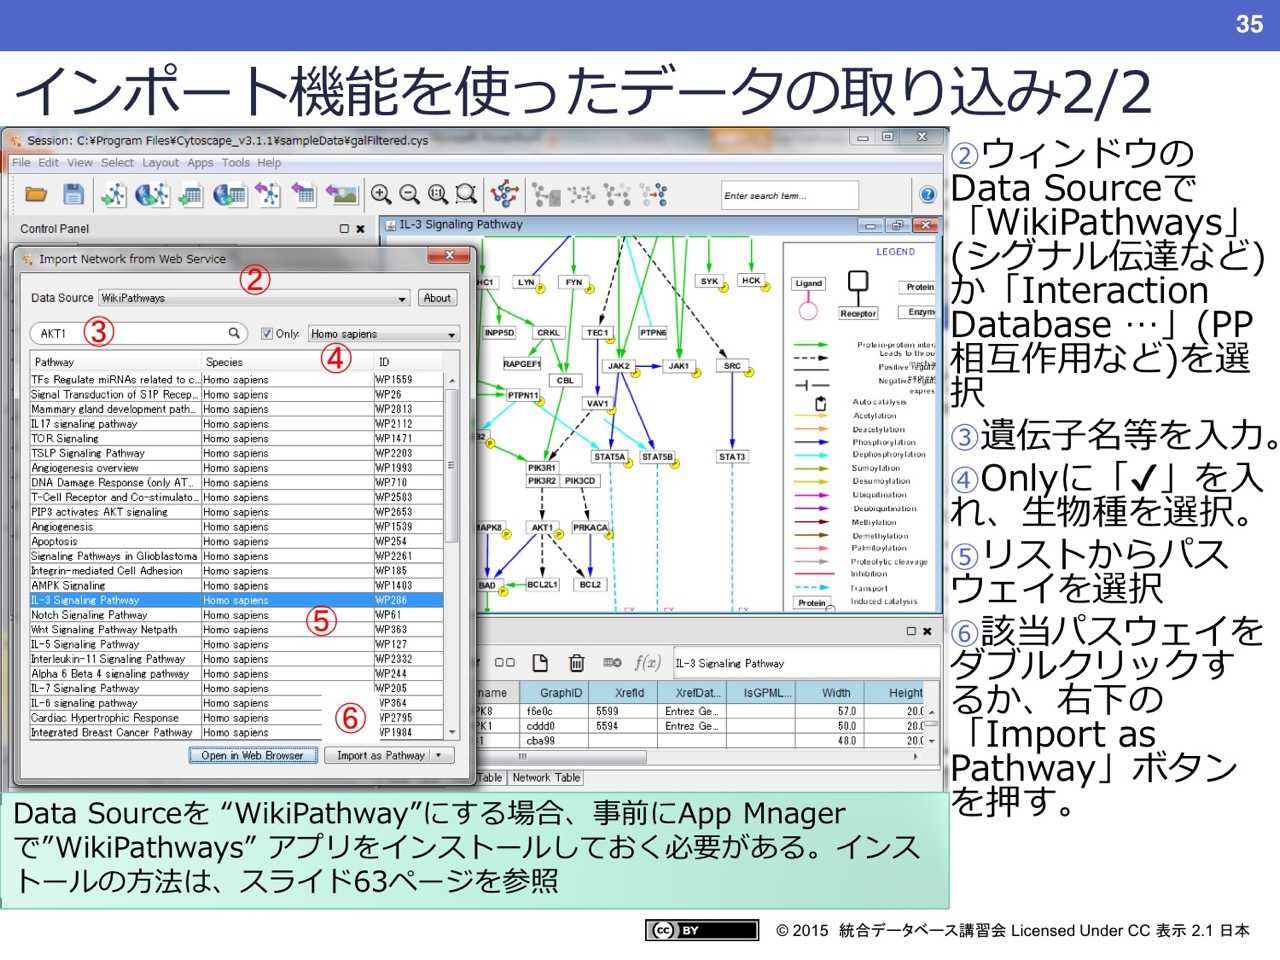 35
インポート機能を使ったデータの取り込み2/2
Session: C:¥Program Files¥Cytoscape_v3.1.1¥sampleData¥galFiltered.cys
File Edit View Select Layout Apps Tools Help
Enter search term...
Control Panel
IL-3 Signaling Pathway
Import Network from Web Service
②
Data Source WikiPathways About
AKT1 ③ Only: Homo sapiens
④
Pathway Species ID
TFs Regulate miRNAs related to c... Homo sapiens WP1559
Signal Transduction of S1P Recep... Homo sapiens WP26
Mammary gland development path... Homo sapiens WP2813
IL17 signaling pathway Homo sapiens WP2112
TOR Signaling Homo sapiens WP1471
TSLP Signaling Pathway Homo sapiens WP2203
Angiogenesis overview Homo sapiens WP1993
DNA Damage Response (only AT... Homo sapiens WP710
T-Cell Receptor and Co-stimulato... Homo sapiens WP2583
PIP3 activates AKT signaling Homo sapiens WP2653
Angiogenesis Homo sapiens WP1539
Apoptosis Homo sapiens WP254
Signaling Pathways in Glioblastoma Homo sapiens WP2261
Integrin-mediated Cell Adhesion Homo sapiens WP185
AMPK Signaling Homo sapiens WP1403
IL-3 Signaling Pathway Homo sapiens WP286
Notch Signaling Pathway Homo sapiens WP61
⑤
Wnt Signaling Pathway Netpath Homo sapiens WP363
IL-5 Signaling Pathway Homo sapiens WP127
Interleukin-11 Signaling Pathway Homo sapiens WP2332
Alpha 6 Beta 4 signaling pathway Homo sapiens WP244
IL-7 Signaling Pathway Homo sapiens WP205
IL-6 signaling pathway Homo sapiens WP364
⑥
Cardiac Hypertrophic Response Homo sapiens WP2795
Integrated Breast Cancer Pathway Homo sapiens WP1984
Open in Web Browser Import as Pathway
HC1 LYN FYN SYK HCK
INPP5D CRKL TEC1 PTPN6
RAPGEF1 JAK2 JAK1 SRC
CBL
PTPN11 VAV1
STAT5A STAT5B STAT3
PIK3R1
PIK3R2 PIK3CD
MAPK8 AKT1 PRKACA
BAD BCL2L1 BCL2
LEGEND
Ligand Protein
Receptor Enzyme
Protein-protein inter
Leads to throu
Positive regulat
Negative regulat
expres
Auto catalysis
Acetylation
Deacetylation
Phosphorylation
Dephosphorylation
Sumoylation
Desumoylation
Ubiquitination
Deubiquitination
Methylation
Demethylation
Palmitoylation
Proteolytic cleavage
Inhibition
Transport
Protein Induced catalysis
f(x) IL-3 Signaling Pathway
name GraphID XrefId XrefDat... IsGPML... Width Height
PK8 f6e0c 5599 Entrez Ge... 57.0 20.0
PK1 cddd0 5594 Entrez Ge... 50.0 20.0
cba99 48.0 20.0
Table Network Table
②ウィンドウの
Data Sourceで
「WikiPathways」
(シグナル伝達など)
か「Interaction
Database …」(PP
相互作用など)を選
択
③遺伝子名等を入力。
④Onlyに「✔」を入
れ、生物種を選択。
⑤リストからパス
ウェイを選択
⑥該当パスウェイを
ダブルクリックす
るか、右下の
「Import as
Pathway」ボタン
を押す。
Data Sourceを “WikiPathway”にする場合、事前にApp Mnager
で”WikiPathways” アプリをインストールしておく必要がある。インス
トールの方法は、スライド63ページを参照
cc BY
© 2015 統合データベース講習会 Licensed Under CC 表示 2.1 日本